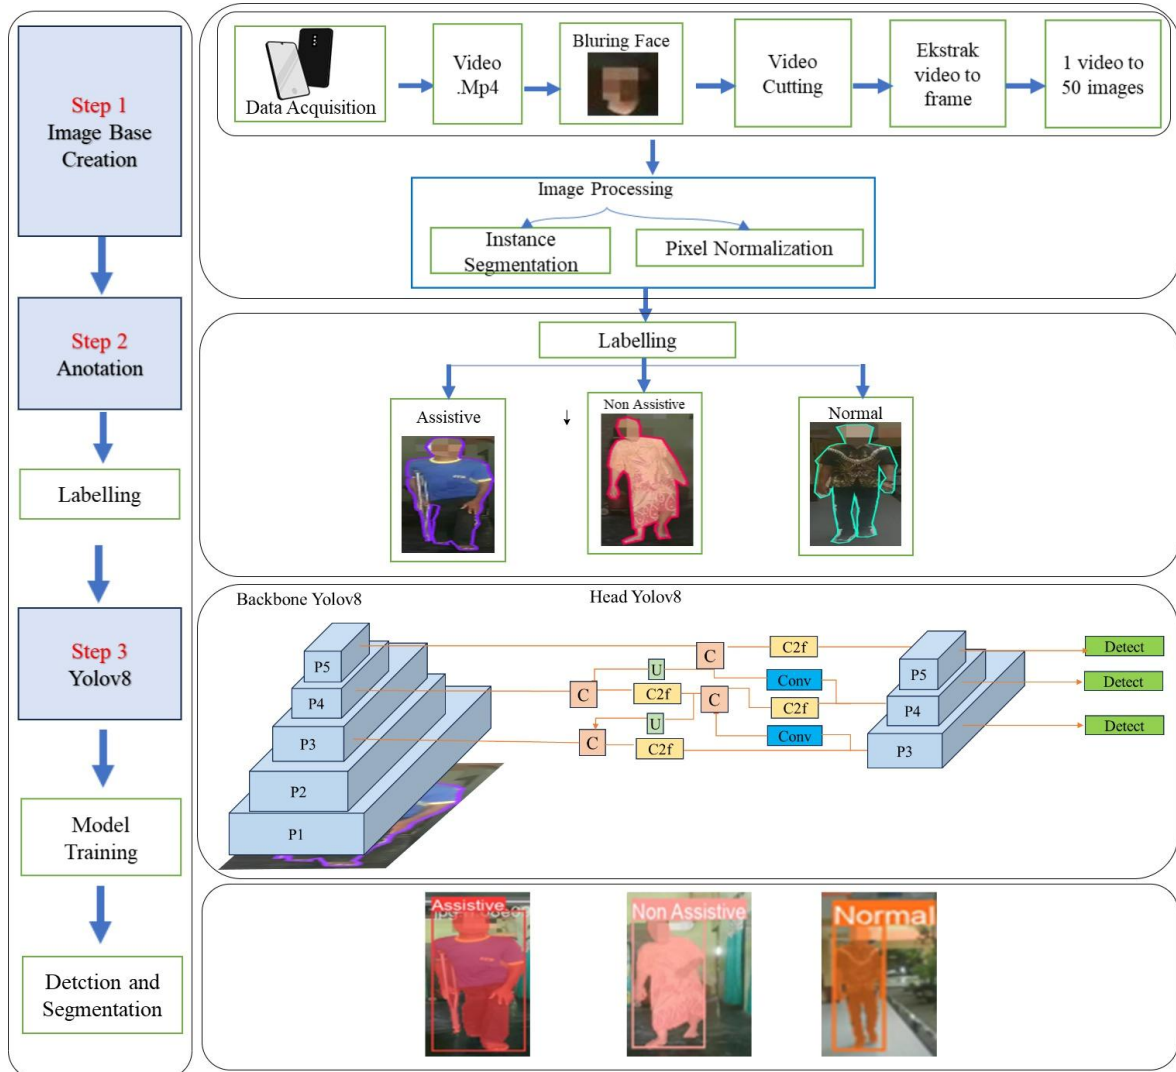 Step 1
Image Base
Creation
Step 2
Anotation
Labelling
Step 3
Yolov8
Model
Training
Detction and
Segmentation
Data Acquisition
Video
.Mp4
Bluring Face
Video
Cutting
Ekstrak
video to
frame
1 video to
50 images
Image Processing
Instance
Segmentation
Pixel Normalization
Labelling
Assistive
Non Assistive
Normal
Backbone Yolov8
Head Yolov8
P5
P4
P3
P2
P1
C
C2f
U
Conv
C
C2f
C
C2f
U
Conv
C
C2f
P5
P4
P3
Detect
Detect
Detect
Assistive
Non Assistive
Normal